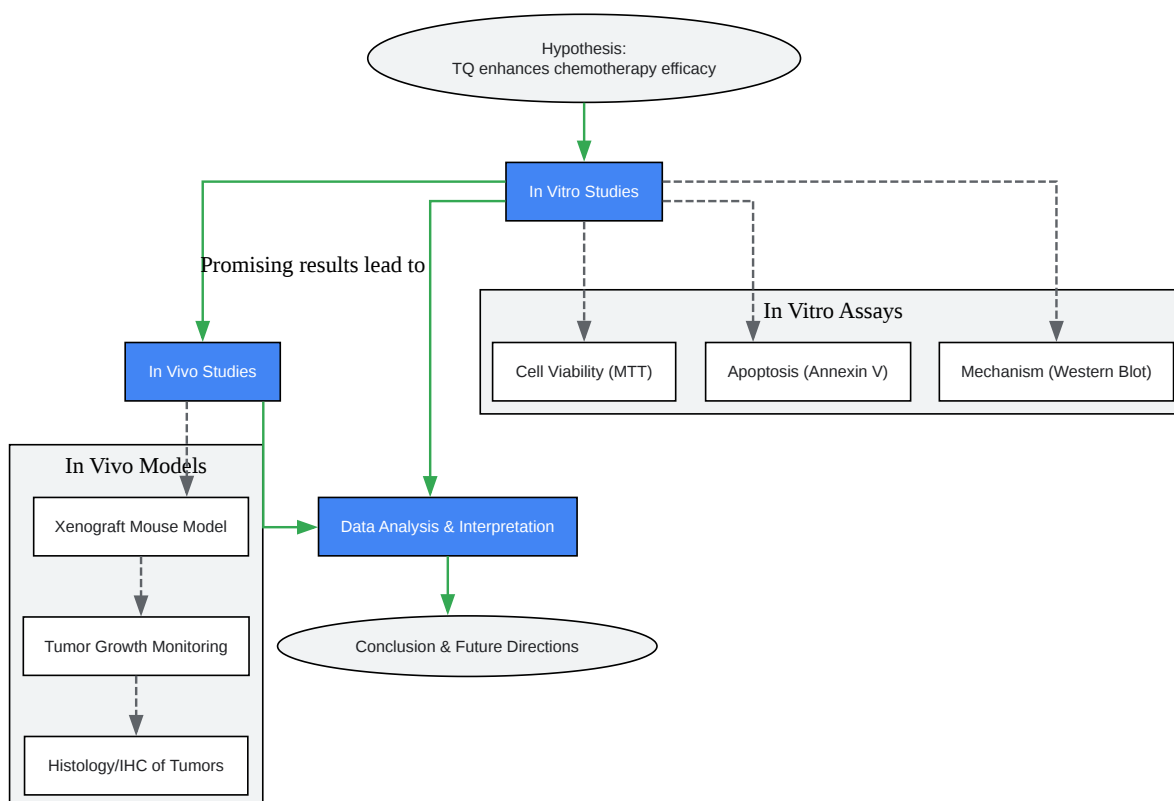 Hypothesis:
TQ enhances chemotherapy efficacy
In Vitro Studies
Promising results lead to
In Vitro Assays
Cell Viability (MTT)
Apoptosis (Annexin V)
Mechanism (Western Blot)
In Vivo Studies
In Vivo Models
Xenograft Mouse Model
Data Analysis & Interpretation
Tumor Growth Monitoring
Conclusion & Future Directions
Histology/IHC of Tumors